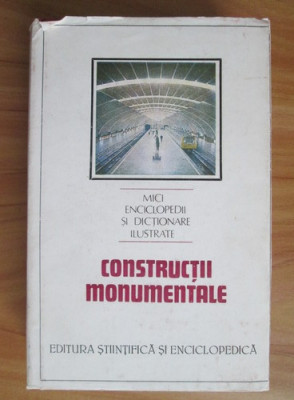 MICI
ENCICLOPEDII
ȘI DICȚIONARE
ILUSTRATE
CONSTRUCȚII
MONUMENTALE
EDITURA ȘTIINȚIFICĂ ȘI ENCICLOPEDICĂ